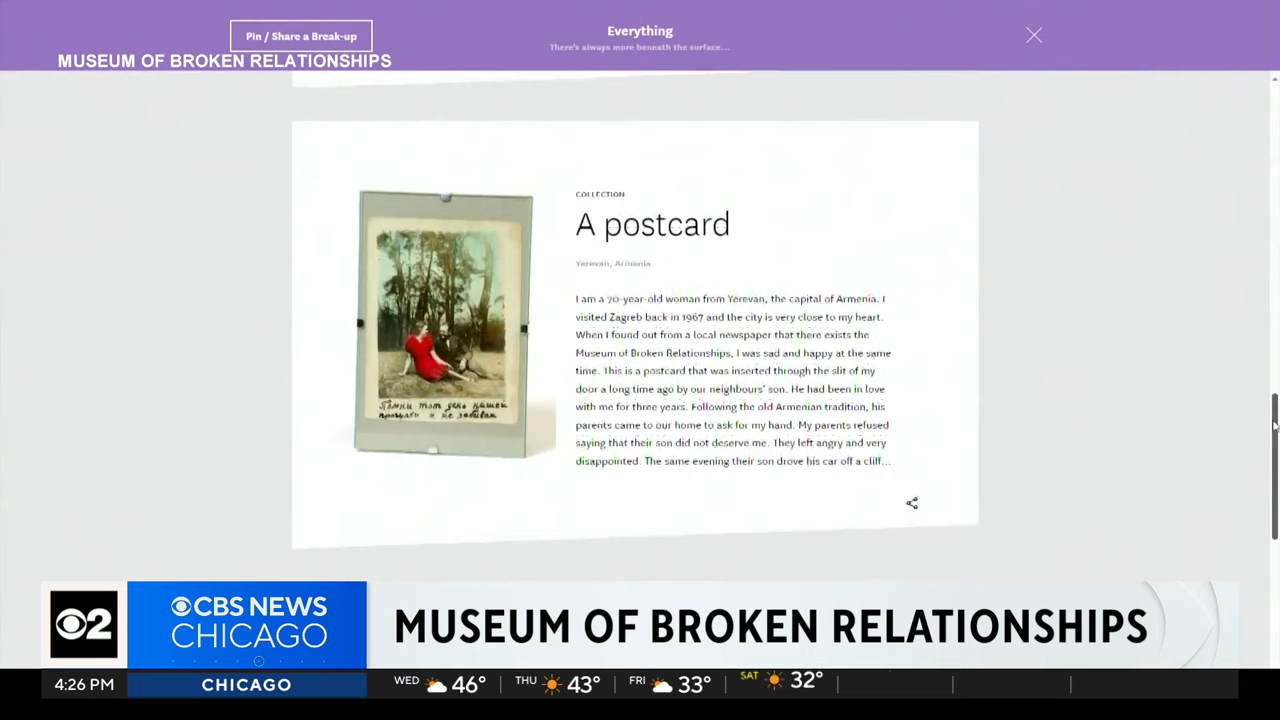 Pin / Share a Break-up
Everything
There's always more beneath the surface...
MUSEUM OF BROKEN RELATIONSHIPS
COLLECTION
A postcard
Yerevan, Armenia
I am a 70-year-old woman from Yerevan, the capital of Armenia. I
visited Zagreb back in 1967 and the city is very close to my heart.
When I found out from a local newspaper that there exists the
Museum of Broken Relationships, I was sad and happy at the same
time. This is a postcard that was inserted through the slit of my
door a long time ago by our neighbours' son. He had been in love
with me for three years. Following the old Armenian tradition, his
parents came to our home to ask for my hand. My parents refused
saying that their son did not deserve me. They left angry and very
disappointed. The same evening their son drove his car off a cliff...
Помни тот день нашей
прогулки и не забывай
2
CBS NEWS
CHICAGO
MUSEUM OF BROKEN RELATIONSHIPS
4:26 PM
CHICAGO
WED 46°
THU 43°
FRI 33°
SAT 32°